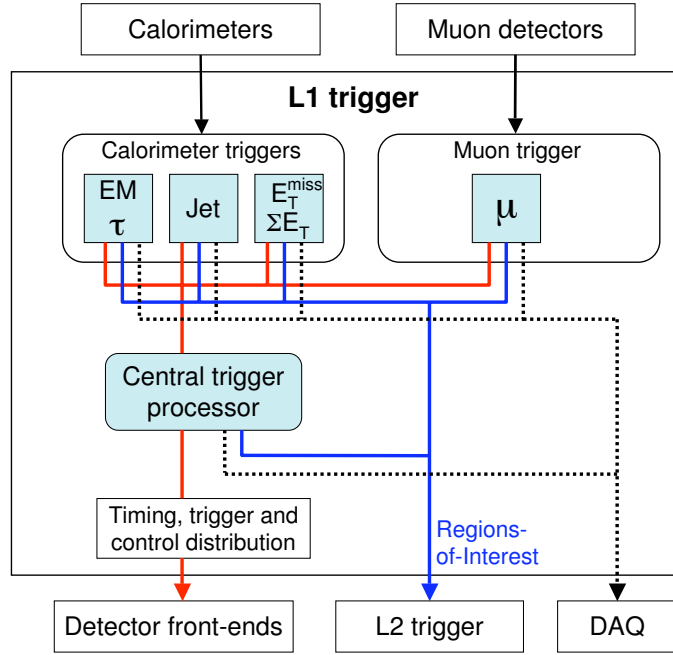 Calorimeters
Muon detectors
L1 trigger
Calorimeter triggers
Muon trigger
EM
τ
Jet
E_T^miss
ΣE_T
μ
Central trigger
processor
Timing, trigger and
control distribution
Regions-
of-Interest
Detector front-ends
L2 trigger
DAQ